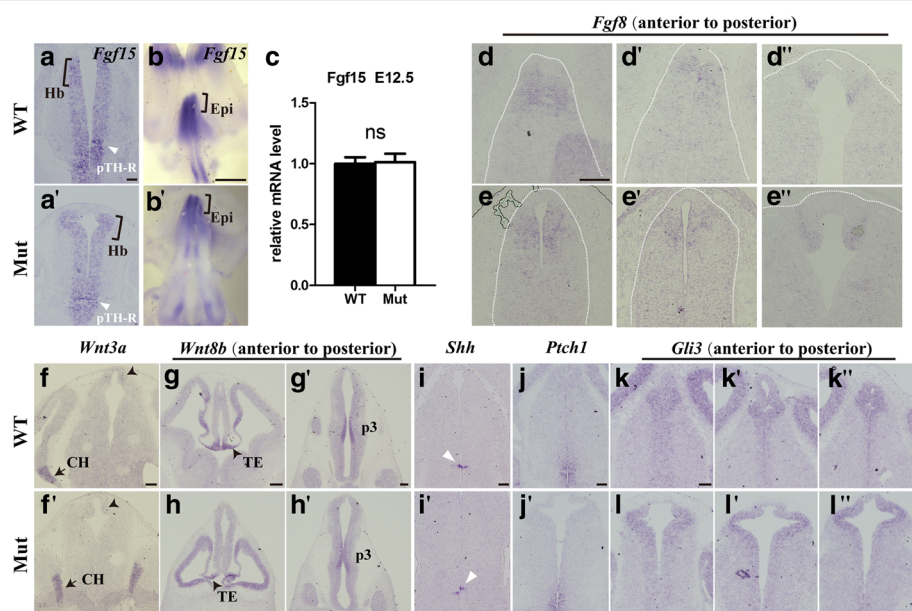 Fgf8 (anterior to posterior)
a Fgf15
b Fgf15
c
d
d'
d''
WT
Hb
pTH-R
Epi
Fgf15 E12.5
ns
relative mRNA level
1.5
1.0
0.5
0.0
WT Mut
Mut
a'
Hb
pTH-R
b'
Epi
e
e'
e''
Wnt3a
Wnt8b (anterior to posterior)
Shh
Ptch1
Gli3 (anterior to posterior)
WT
f
CH
g
TE
g'
p3
i
j
k
k'
k''
Mut
f'
CH
h
TE
h'
p3
i'
j'
l
l'
l''